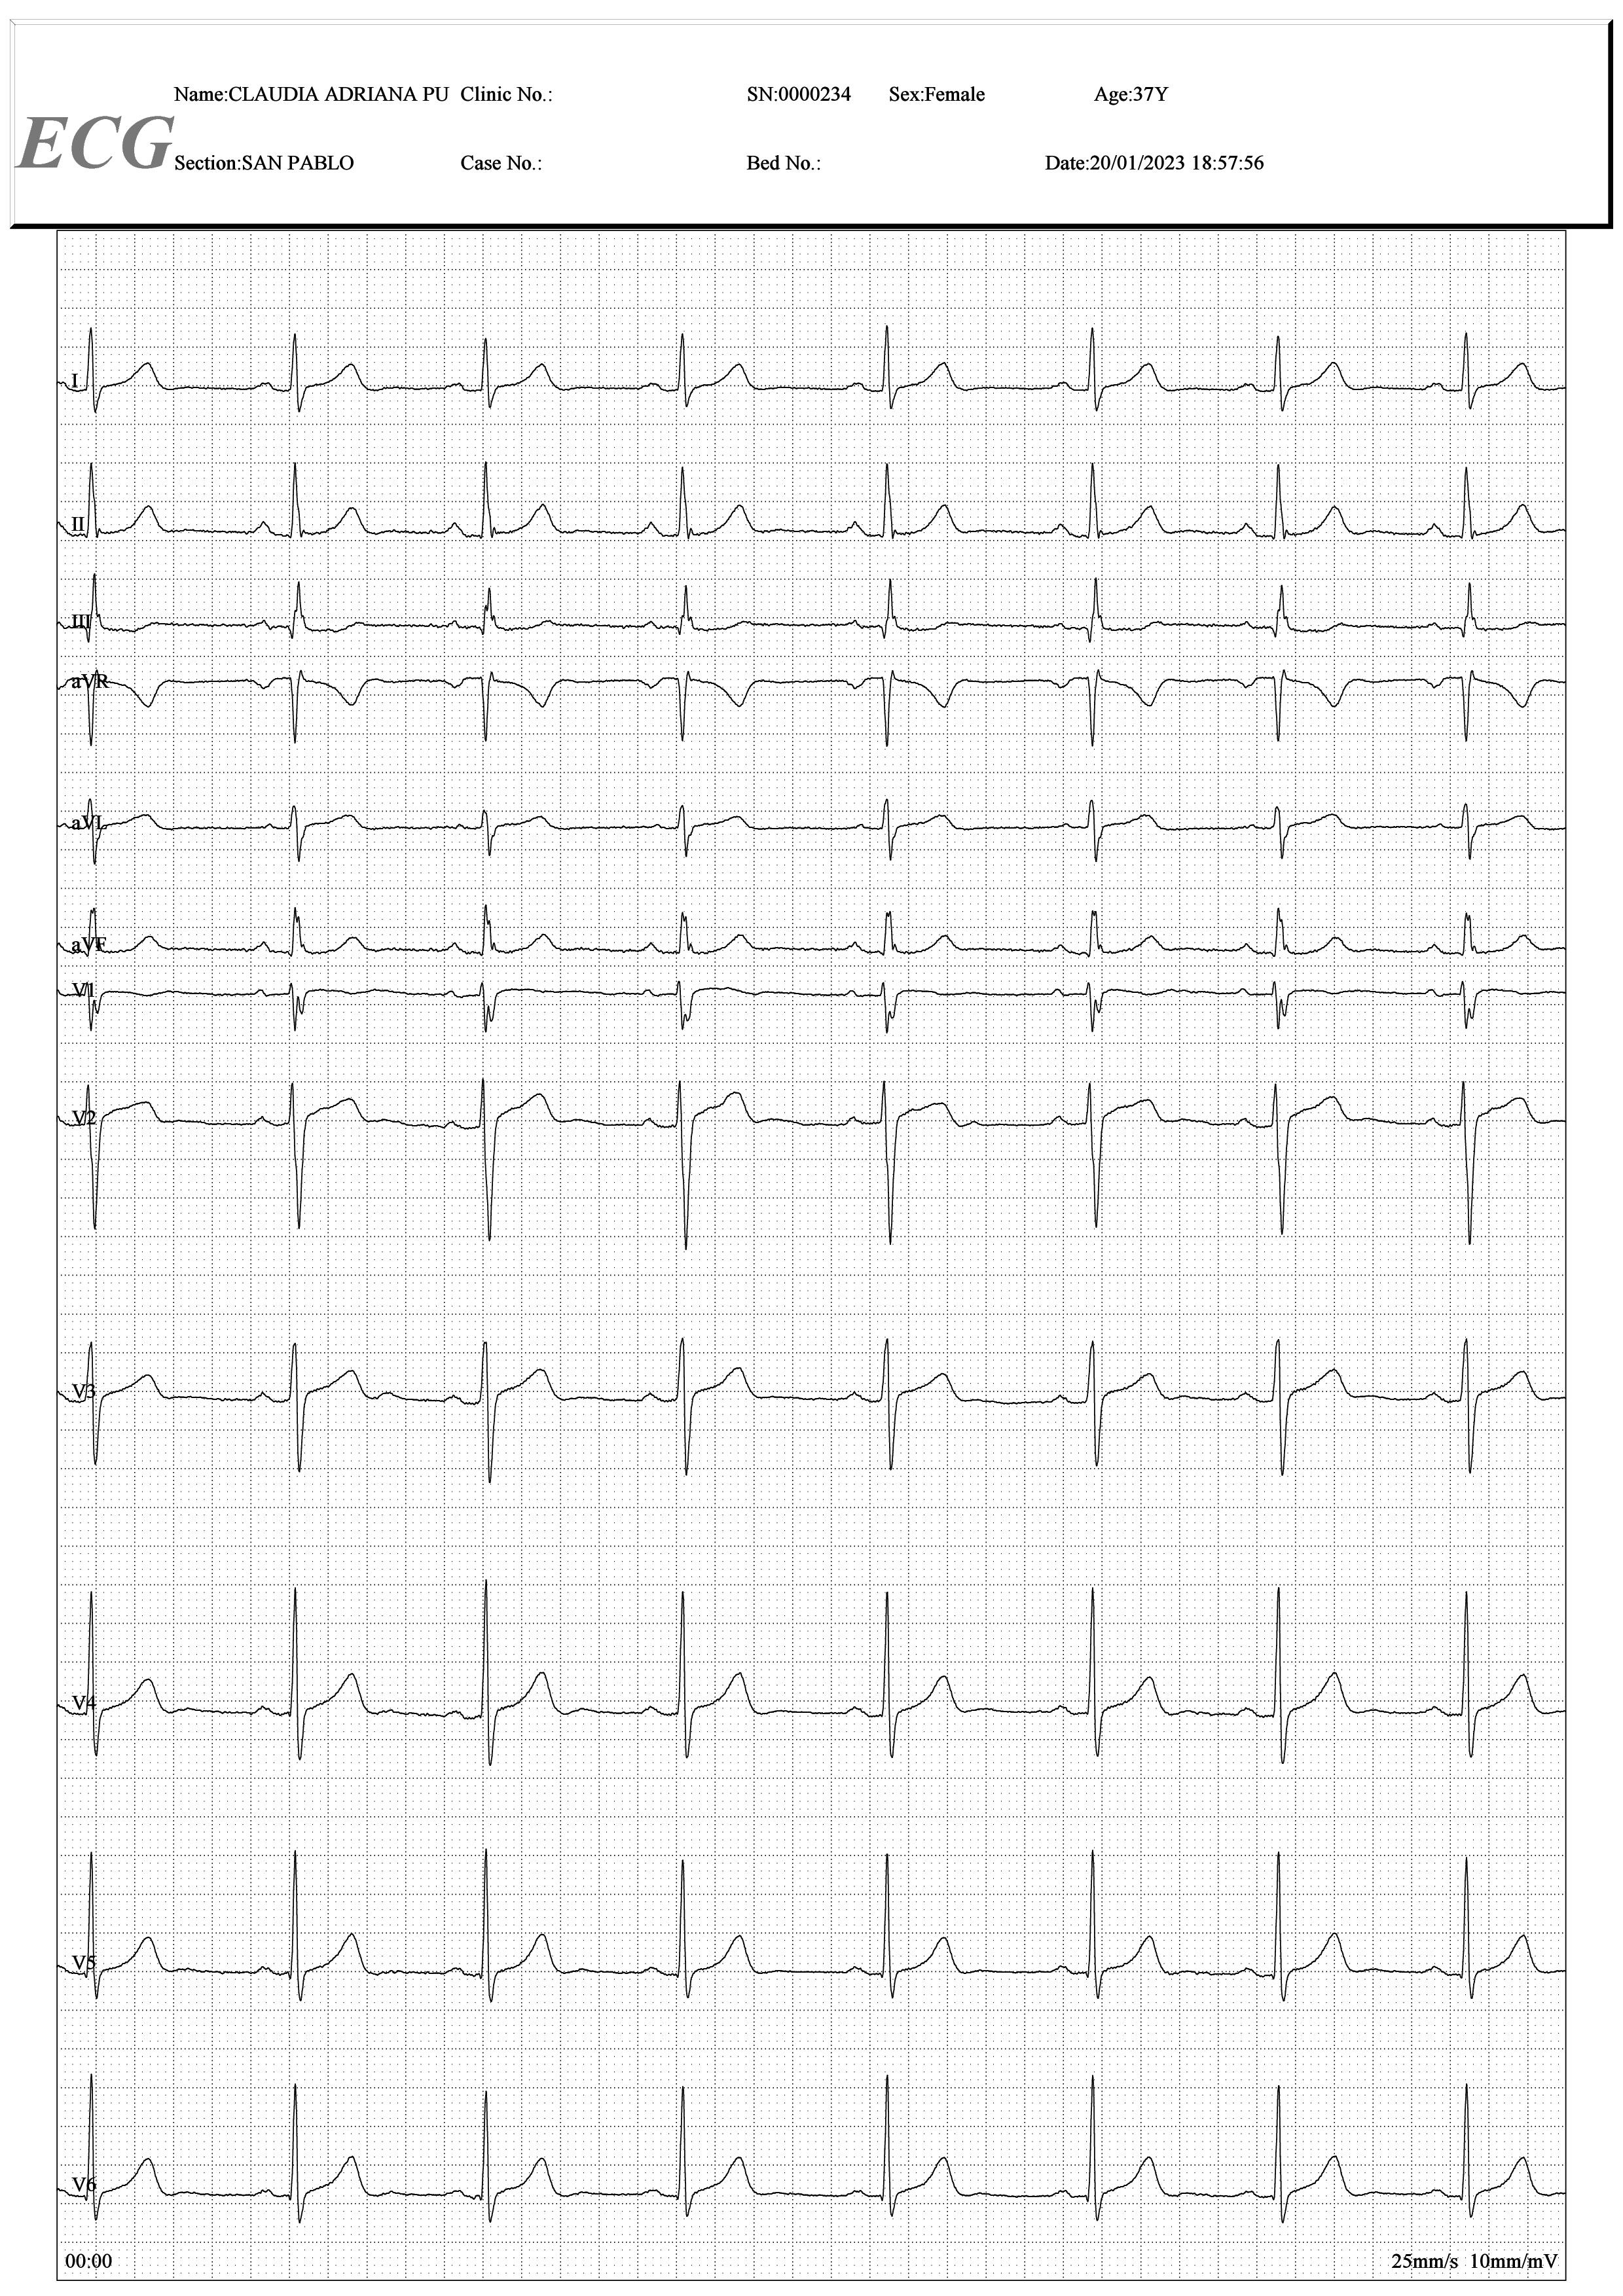 Name:CLAUDIA ADRIANA PU Clinic No.: SN:0000234 Sex:Female Age:37Y
ECG
Section:SAN PABLO Case No.: Bed No.: Date:20/01/2023 18:57:56
I
II
III
aVR
aVL
aVF
V1
V2
V3
V4
V5
V6
00:00 25mm/s 10mm/mV